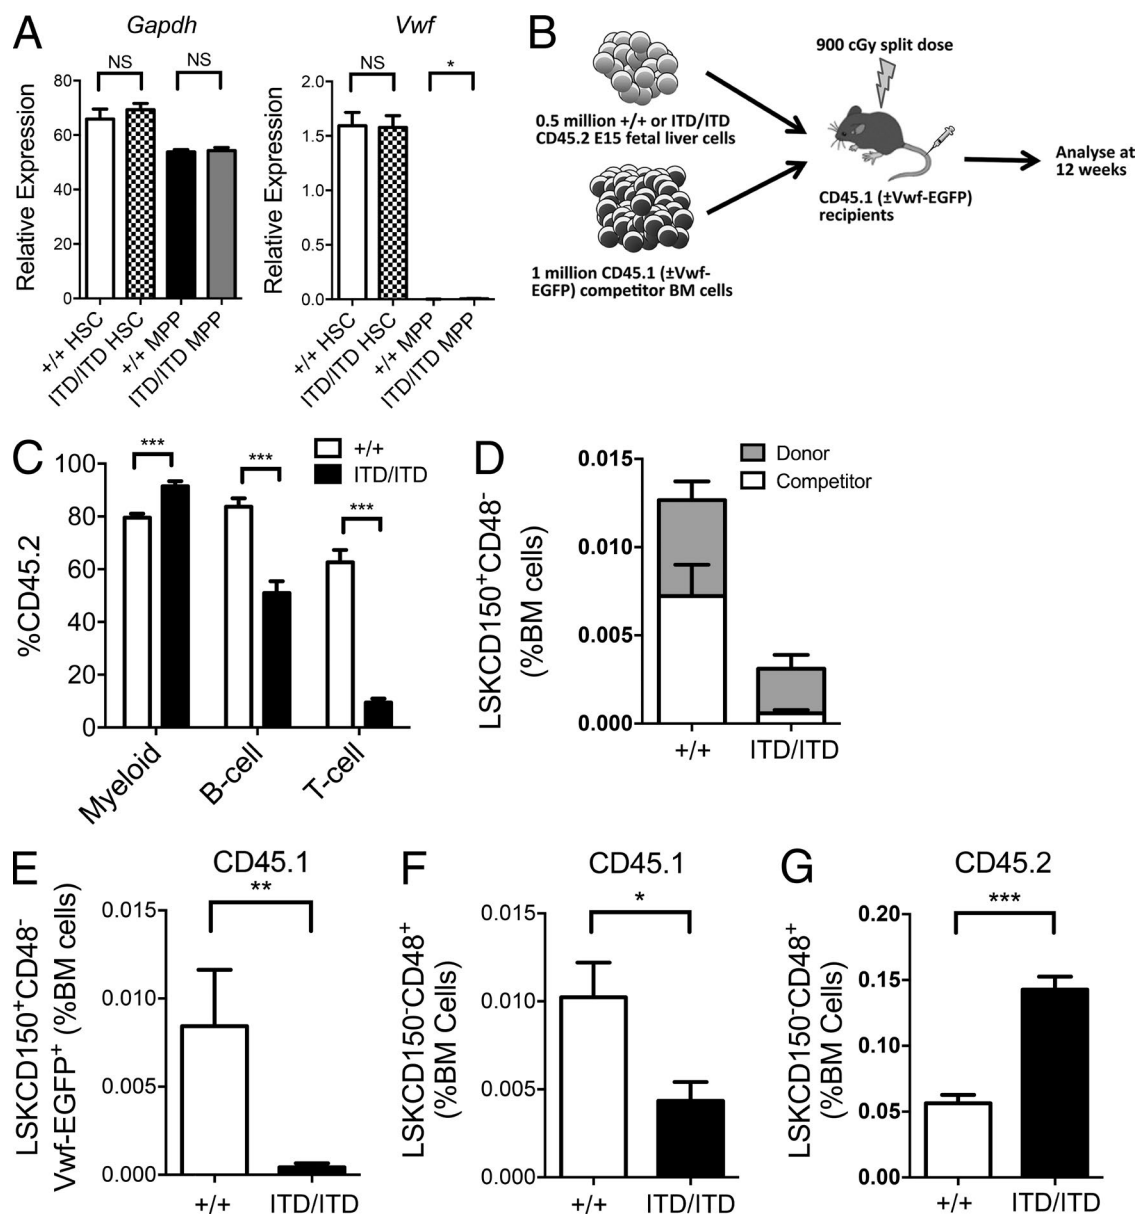 A
Gapdh
NS
NS
Relative Expression
80
60
40
20
0
+/+ HSC
ITD/ITD HSC
+/+ MPP
ITD/ITD MPP
Vwf
NS
*
Relative Expression
2.0
1.5
1.0
0.5
0.0
+/+ HSC
ITD/ITD HSC
+/+ MPP
ITD/ITD MPP
B
0.5 million +/+ or ITD/ITD
CD45.2 E15 fetal liver cells
1 million CD45.1 (±Vwf-
EGFP) competitor BM cells
900 cGy split dose
CD45.1 (±Vwf-EGFP)
recipients
Analyse at
12 weeks
C
+/+
ITD/ITD
***
***
***
%CD45.2
100
80
60
40
20
0
Myeloid
B-cell
T-cell
D
Donor
Competitor
LSKCD150+CD48-
(%BM cells)
0.015
0.010
0.005
0.000
+/+
ITD/ITD
E
CD45.1
**
LSKCD150+CD48-
Vwf-EGFP+ (%BM cells)
0.015
0.010
0.005
0.000
+/+
ITD/ITD
F
CD45.1
*
LSKCD150-CD48+
(%BM Cells)
0.015
0.010
0.005
0.000
+/+
ITD/ITD
G
CD45.2
***
LSKCD150-CD48+
(%BM Cells)
0.20
0.15
0.10
0.05
0.00
+/+
ITD/ITD